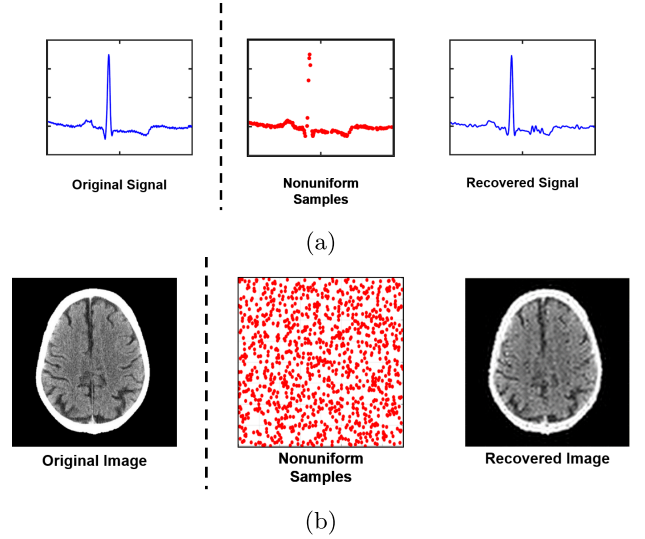 Original Signal
Nonuniform
Samples
Recovered Signal
(a)
Original Image
Nonuniform
Samples
Recovered Image
(b)